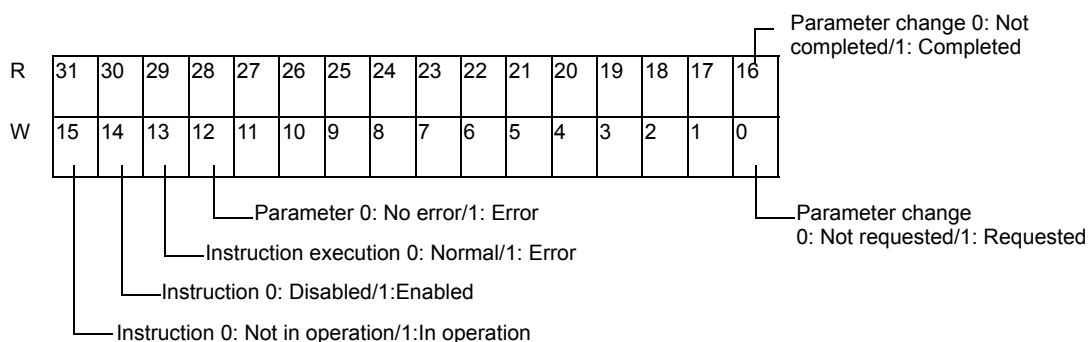 Parameter change 0: Not
completed/1: Completed
R 31 30 29 28 27 26 25 24 23 22 21 20 19 18 17 16
W 15 14 13 12 11 10 9 8 7 6 5 4 3 2 1 0
Parameter 0: No error/1: Error
Parameter change
0: Not requested/1: Requested
Instruction execution 0: Normal/1: Error
Instruction 0: Disabled/1:Enabled
Instruction 0: Not in operation/1:In operation